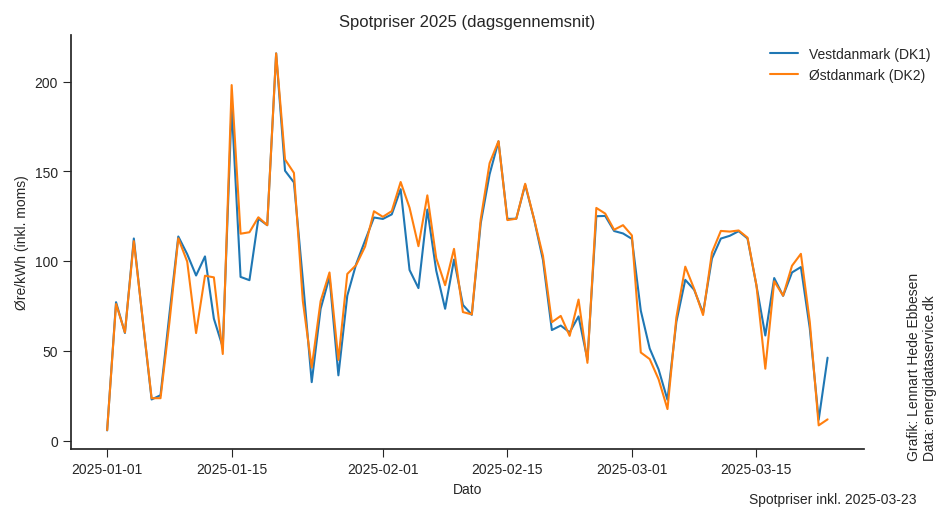 Spotpriser 2025 (dagsgennemsnit)
Vestdanmark (DK1)
Østdanmark (DK2)
Øre/kWh (inkl. moms)
200
150
100
50
0
2025-01-01
2025-01-15
2025-02-01
2025-02-15
2025-03-01
2025-03-15
Dato
Grafik: Lennart Hede Ebbesen
Data: energidataservice.dk
Spotpriser inkl. 2025-03-23